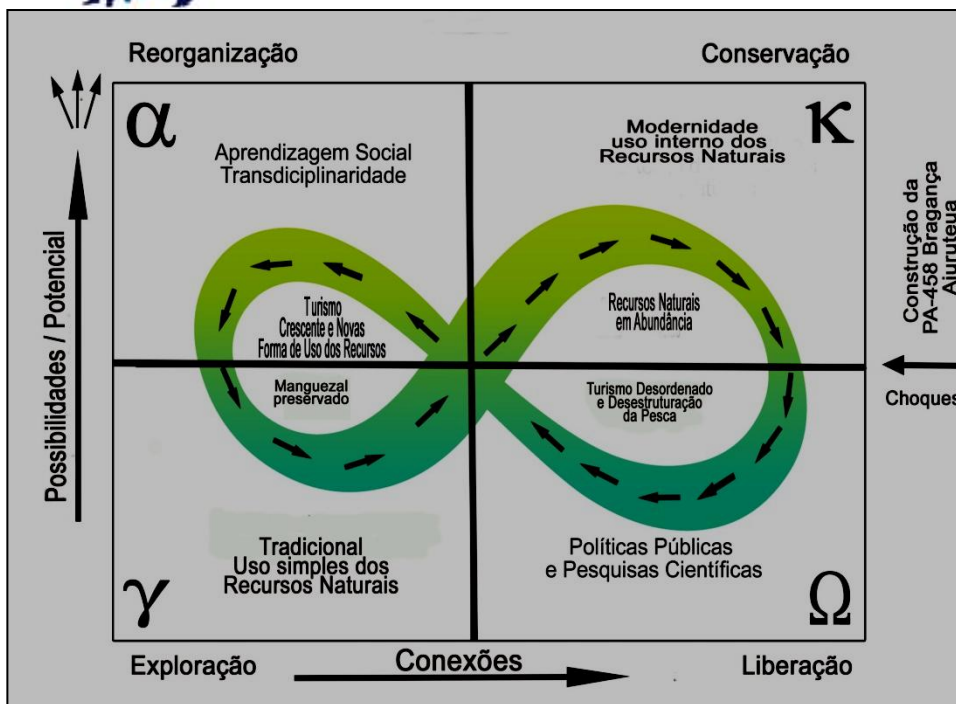 Reorganização
Conservação
α
κ
Aprendizagem Social
Transdiciplinaridade
Modernidade
uso interno dos
Recursos Naturais
Possibilidades / Potencial
Construção da
PA-458 Bragança
Ajuruteua
Turismo
Crescente e Novas
Forma de Uso dos Recursos
Recursos Naturais
em Abundância
Manguezal
preservado
Turismo Desordenado
e Desestruturação
da Pesca
Choques
Tradicional
Uso simples dos
Recursos Naturais
Políticas Públicas
e Pesquisas Científicas
γ
Ω
Exploração
Conexões
Liberação